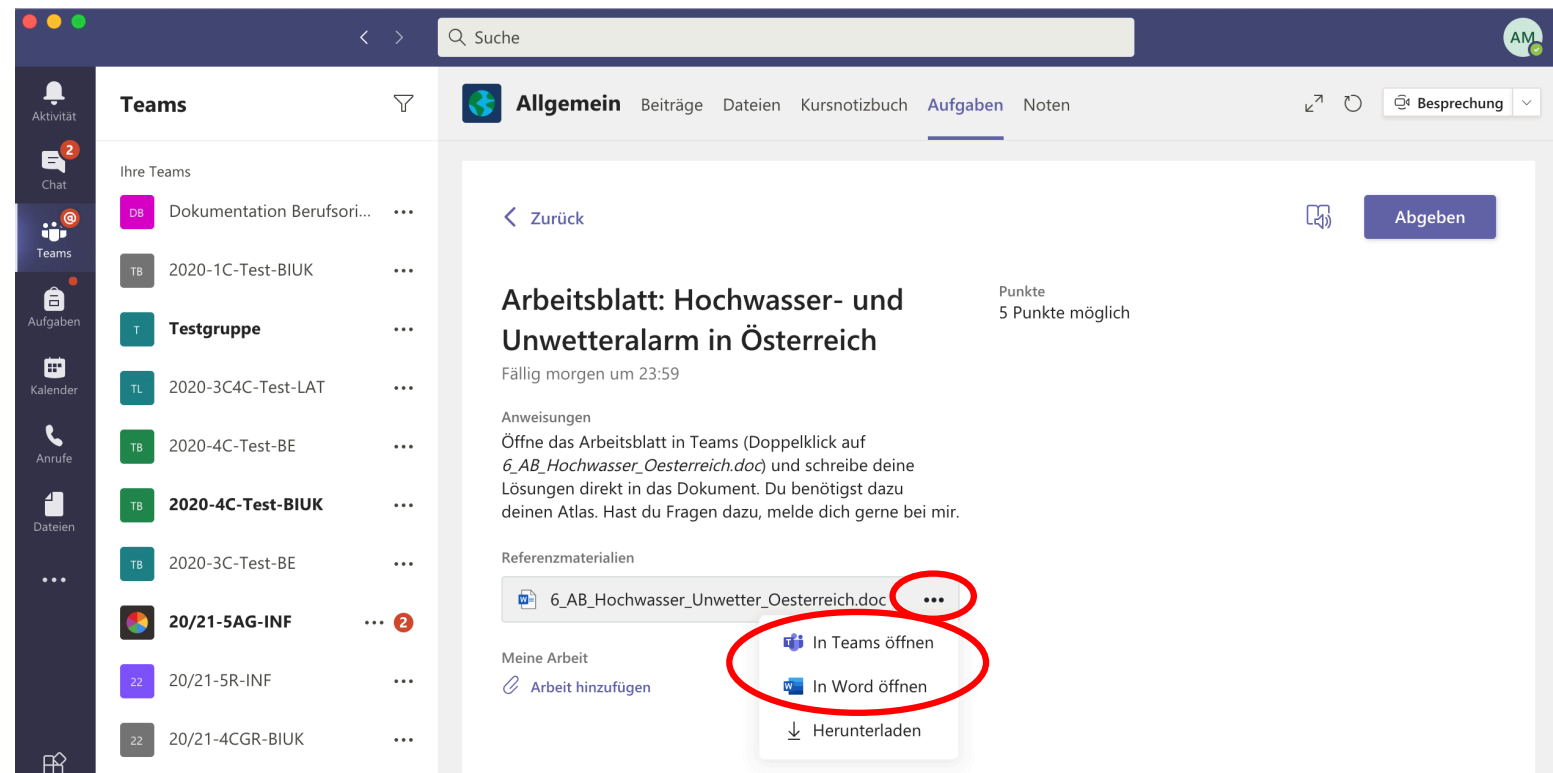 Suche
AM
Aktivität
2
Chat
@
Teams
Aufgaben
Kalender
Anrufe
Dateien
Teams
Ihre Teams
DB Dokumentation Berufsori... ...
TB 2020-1C-Test-BIUK ...
T Testgruppe ...
TL 2020-3C4C-Test-LAT ...
TB 2020-4C-Test-BE ...
TB 2020-4C-Test-BIUK ...
TB 2020-3C-Test-BE ...
20/21-5AG-INF ... 2
22 20/21-5R-INF ...
22 20/21-4CGR-BIUK ...
Allgemein Beiträge Dateien Kursnotizbuch Aufgaben Noten
Besprechung
Zurück
Abgeben
Arbeitsblatt: Hochwasser- und
Unwetteralarm in Österreich
Fällig morgen um 23:59
Punkte
5 Punkte möglich
Anweisungen
Öffne das Arbeitsblatt in Teams (Doppelklick auf
6_AB_Hochwasser_Oesterreich.doc) und schreibe deine
Lösungen direkt in das Dokument. Du benötigst dazu
deinen Atlas. Hast du Fragen dazu, melde dich gerne bei mir.
Referenzmaterialien
6_AB_Hochwasser_Unwetter_Oesterreich.doc ...
In Teams öffnen
In Word öffnen
Herunterladen
Meine Arbeit
Arbeit hinzufügen